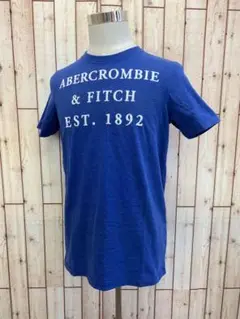 ABERCROMBIE
& FITCH
EST. 1892